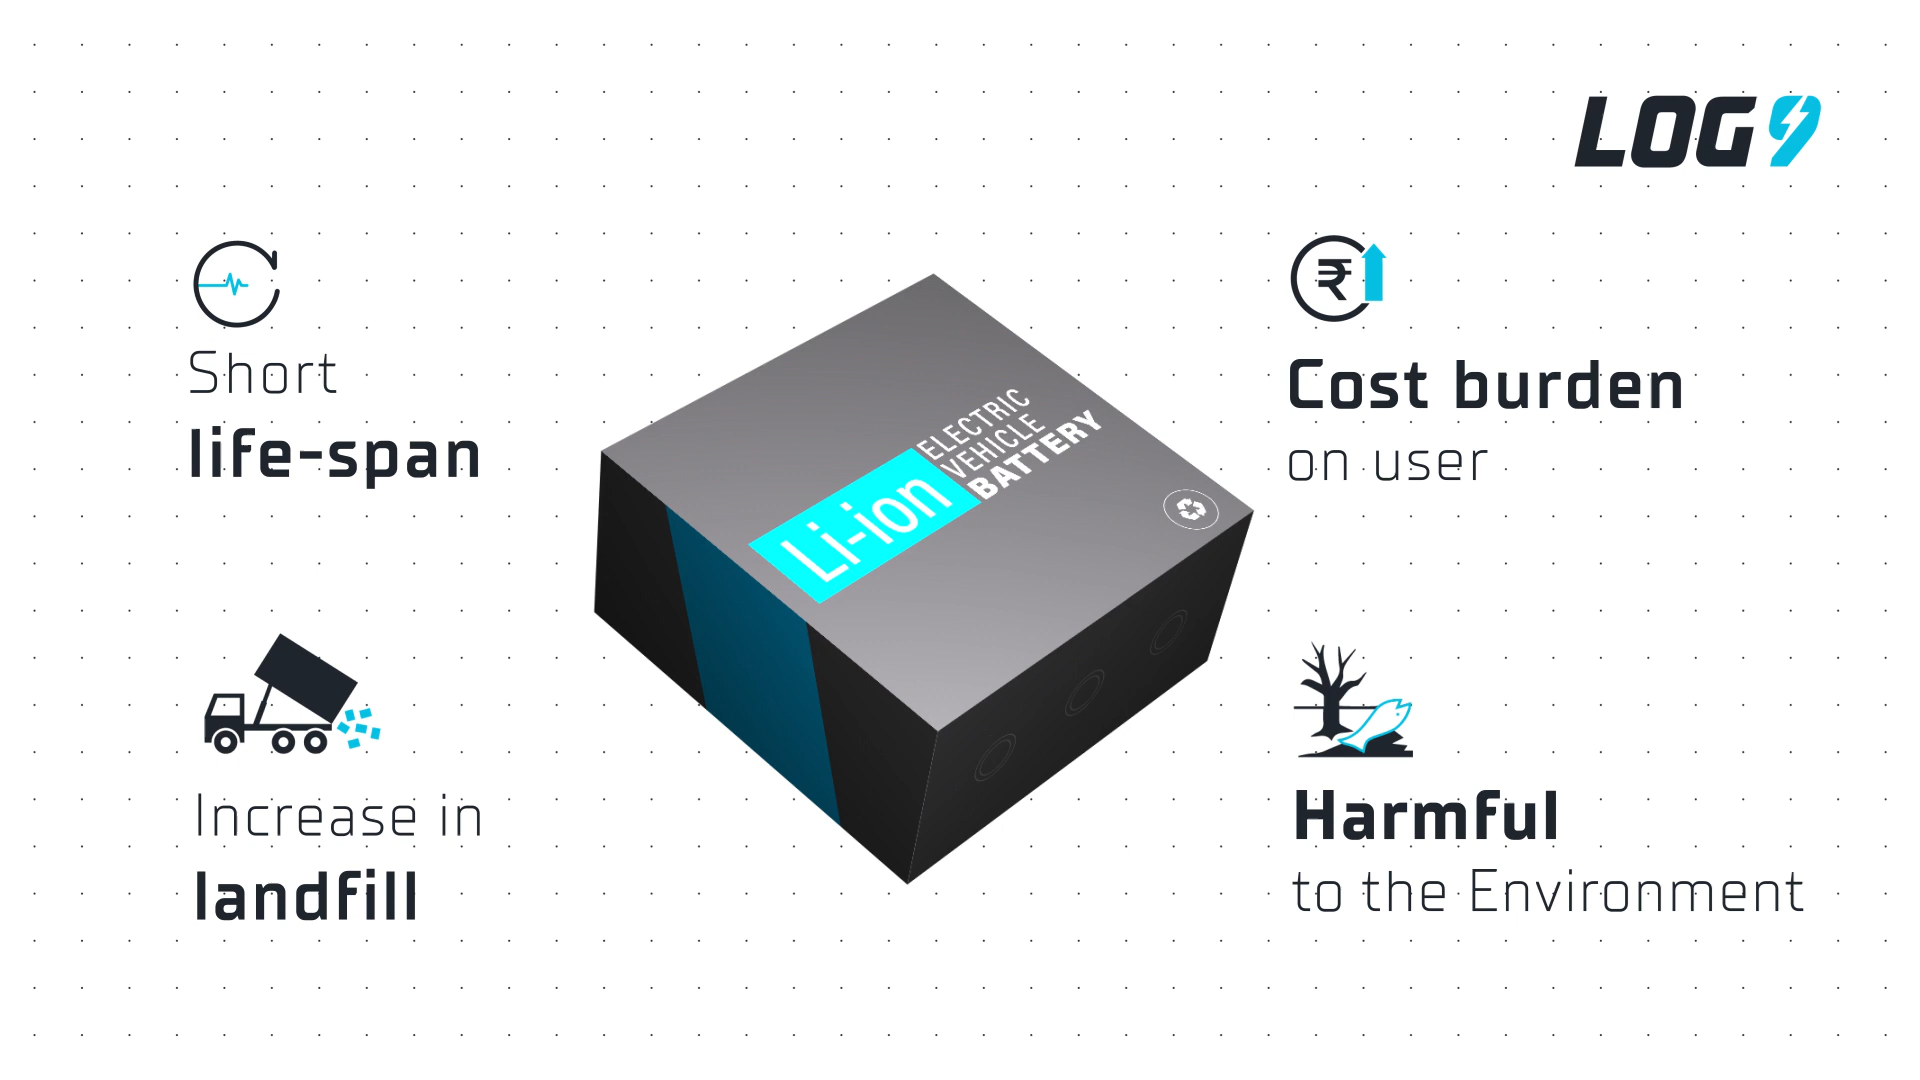 LOG9
Short
life-span
₹
Cost burden
on user
Li-ion
ELECTRIC
VEHICLE
BATTERY
Increase in
landfill
Harmful
to the Environment